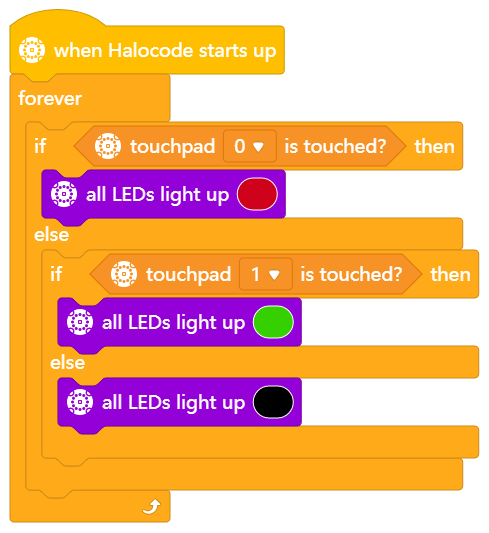 when Halocode starts up
forever
if touchpad 0 is touched? then
all LEDs light up
else
if touchpad 1 is touched? then
all LEDs light up
else
all LEDs light up